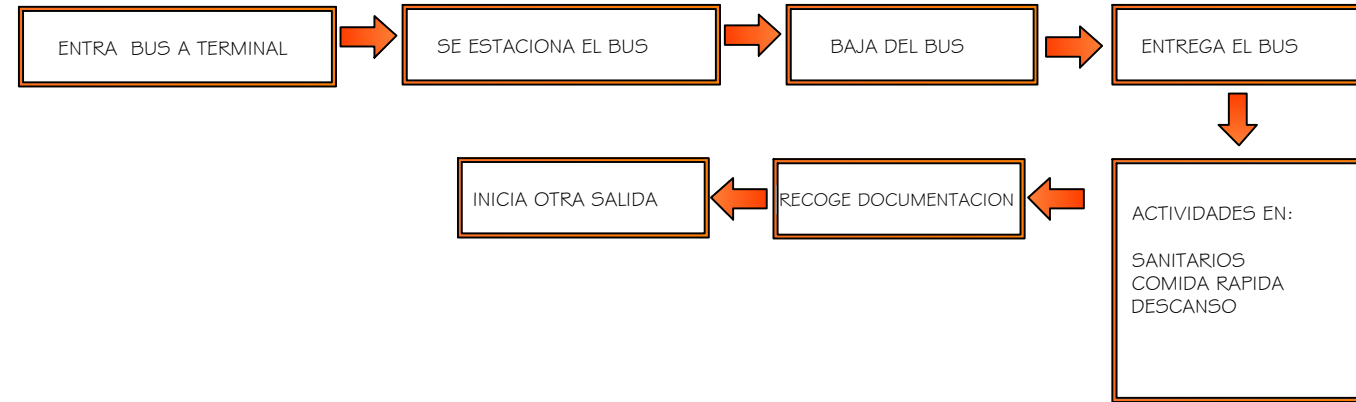 ENTRA BUS A TERMINAL
SE ESTACIONA EL BUS
BAJA DEL BUS
ENTREGA EL BUS
ACTIVIDADES EN:
SANITARIOS
COMIDA RAPIDA
DESCANSO
RECOGE DOCUMENTACION
INICIA OTRA SALIDA